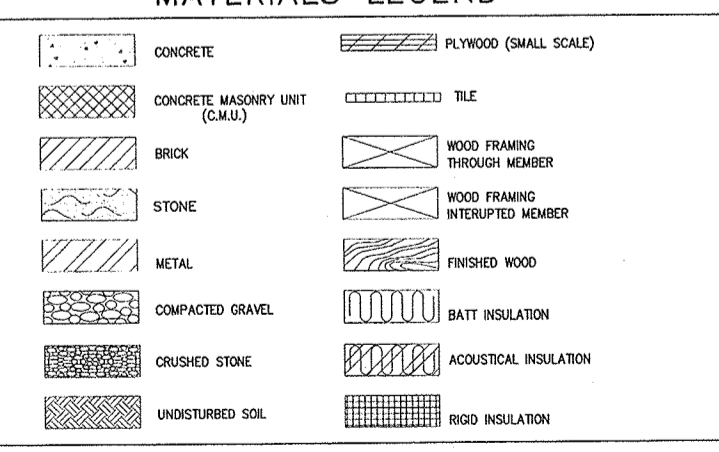 MATERIALS LEGEND
CONCRETE
CONCRETE MASONRY UNIT
(C.M.U.)
BRICK
STONE
METAL
COMPACTED GRAVEL
CRUSHED STONE
UNDISTURBED SOIL
PLYWOOD (SMALL SCALE)
TILE
WOOD FRAMING
THROUGH MEMBER
WOOD FRAMING
INTERUPTED MEMBER
FINISHED WOOD
BATT INSULATION
ACOUSTICAL INSULATION
RIGID INSULATION